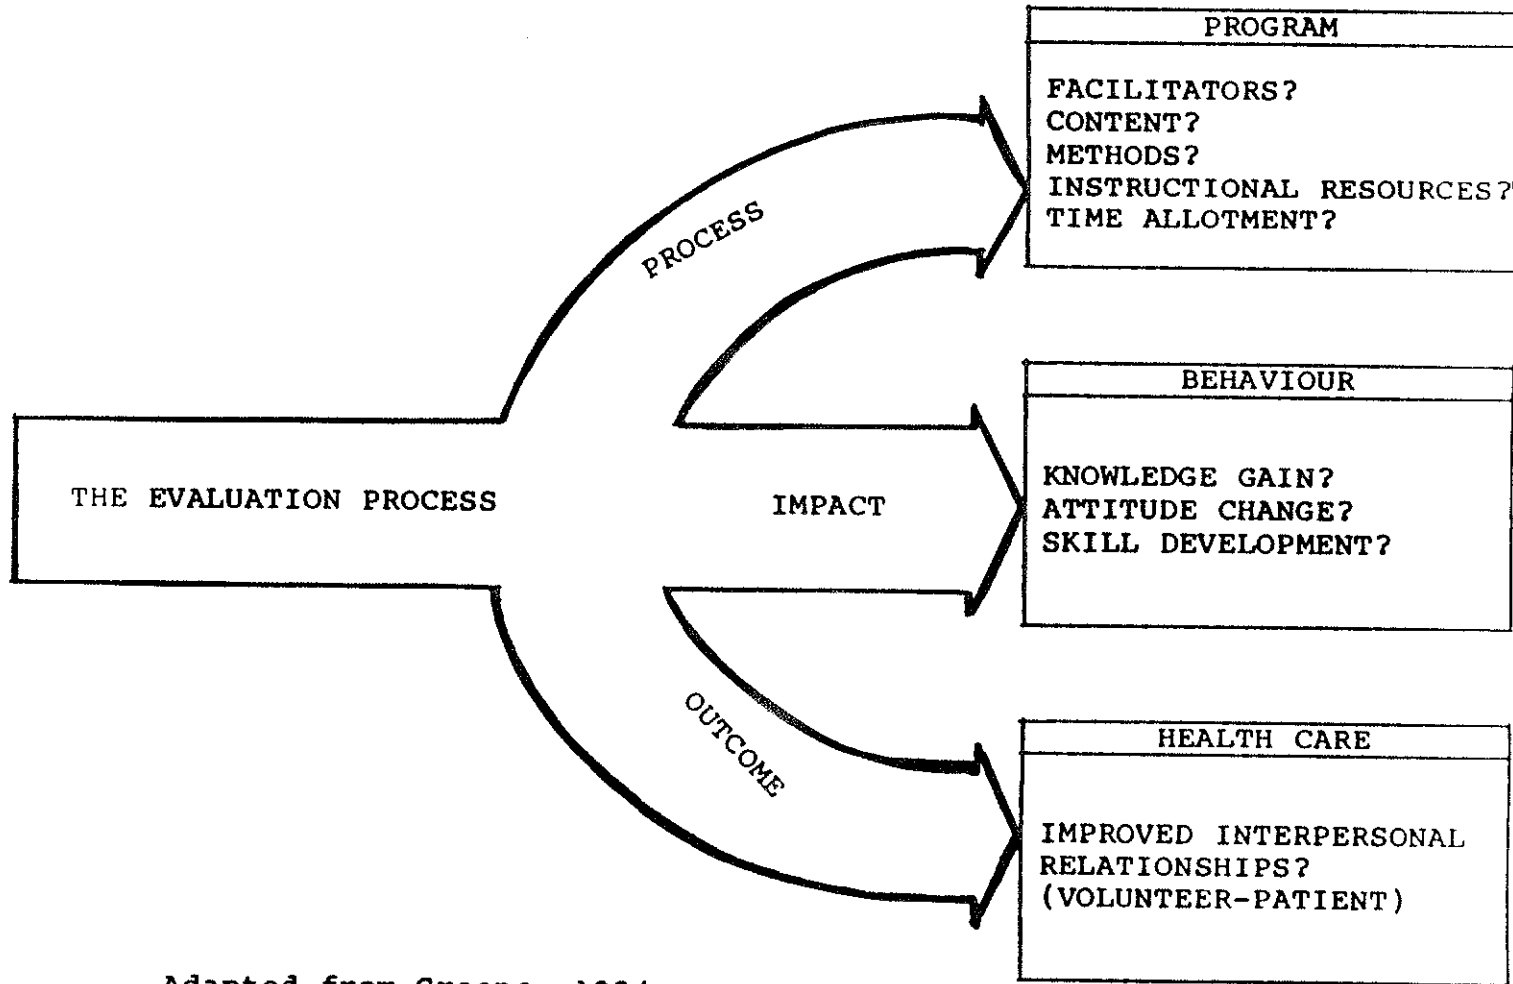 PROGRAM
FACILITATORS?
CONTENT?
METHODS?
INSTRUCTIONAL RESOURCES?
TIME ALLOTMENT?
PROCESS
BEHAVIOUR
THE EVALUATION PROCESS
IMPACT
KNOWLEDGE GAIN?
ATTITUDE CHANGE?
SKILL DEVELOPMENT?
OUTCOME
HEALTH CARE
IMPROVED INTERPERSONAL
RELATIONSHIPS?
(VOLUNTEER-PATIENT)
Adapted from